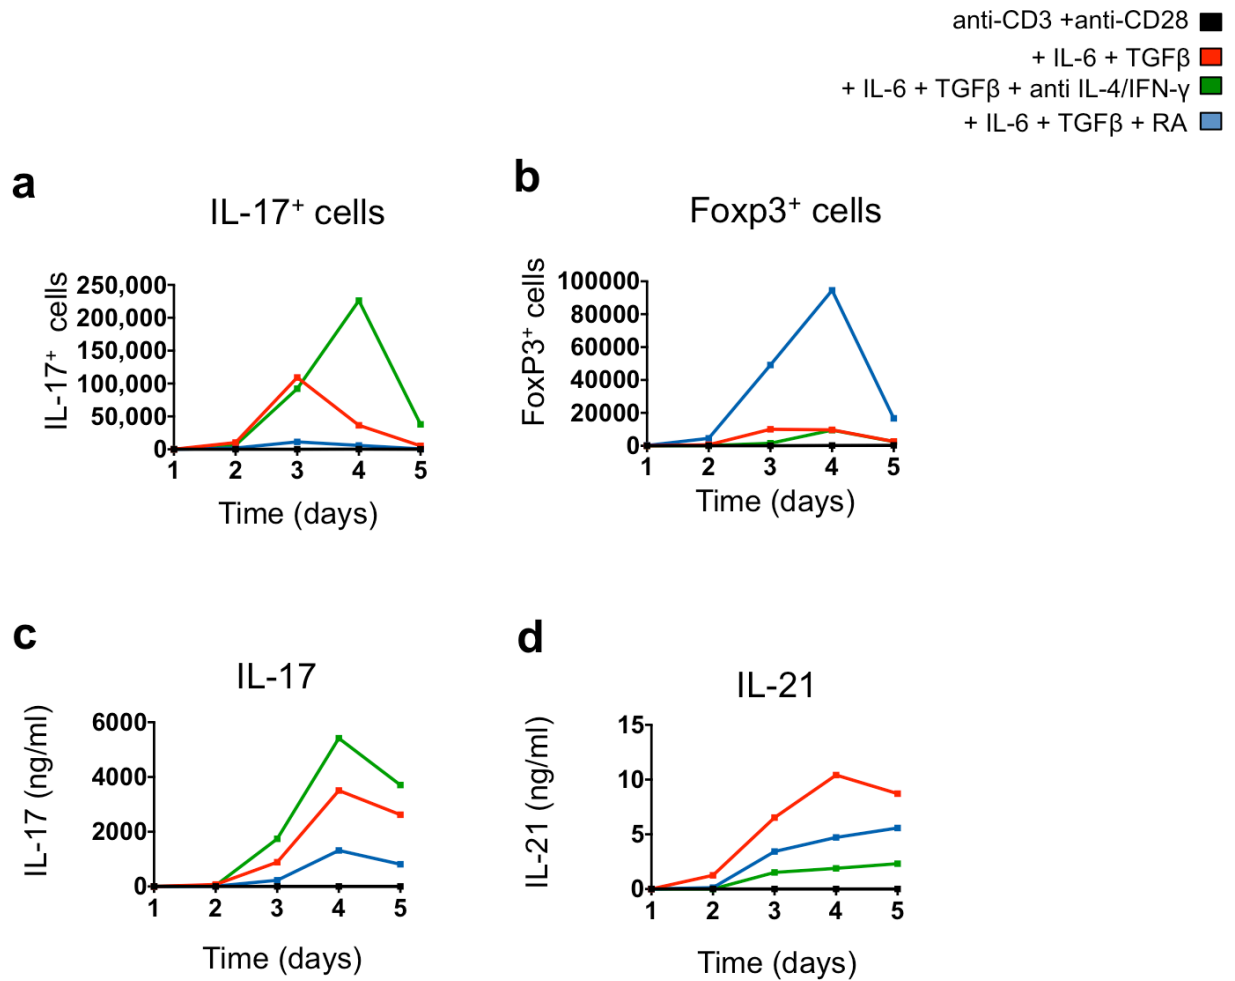 anti-CD3 +anti-CD28
+ IL-6 + TGFβ
+ IL-6 + TGFβ + anti IL-4/IFN-γ
+ IL-6 + TGFβ + RA
a
IL-17⁺ cells
IL-17⁺ cells
250,000
200,000
150,000
100,000
50,000
0
1 2 3 4 5
Time (days)
b
Foxp3⁺ cells
FoxP3⁺ cells
100000
80000
60000
40000
20000
0
1 2 3 4 5
Time (days)
c
IL-17
IL-17 (ng/ml)
6000
4000
2000
0
1 2 3 4 5
Time (days)
d
IL-21
IL-21 (ng/ml)
15
10
5
0
1 2 3 4 5
Time (days)